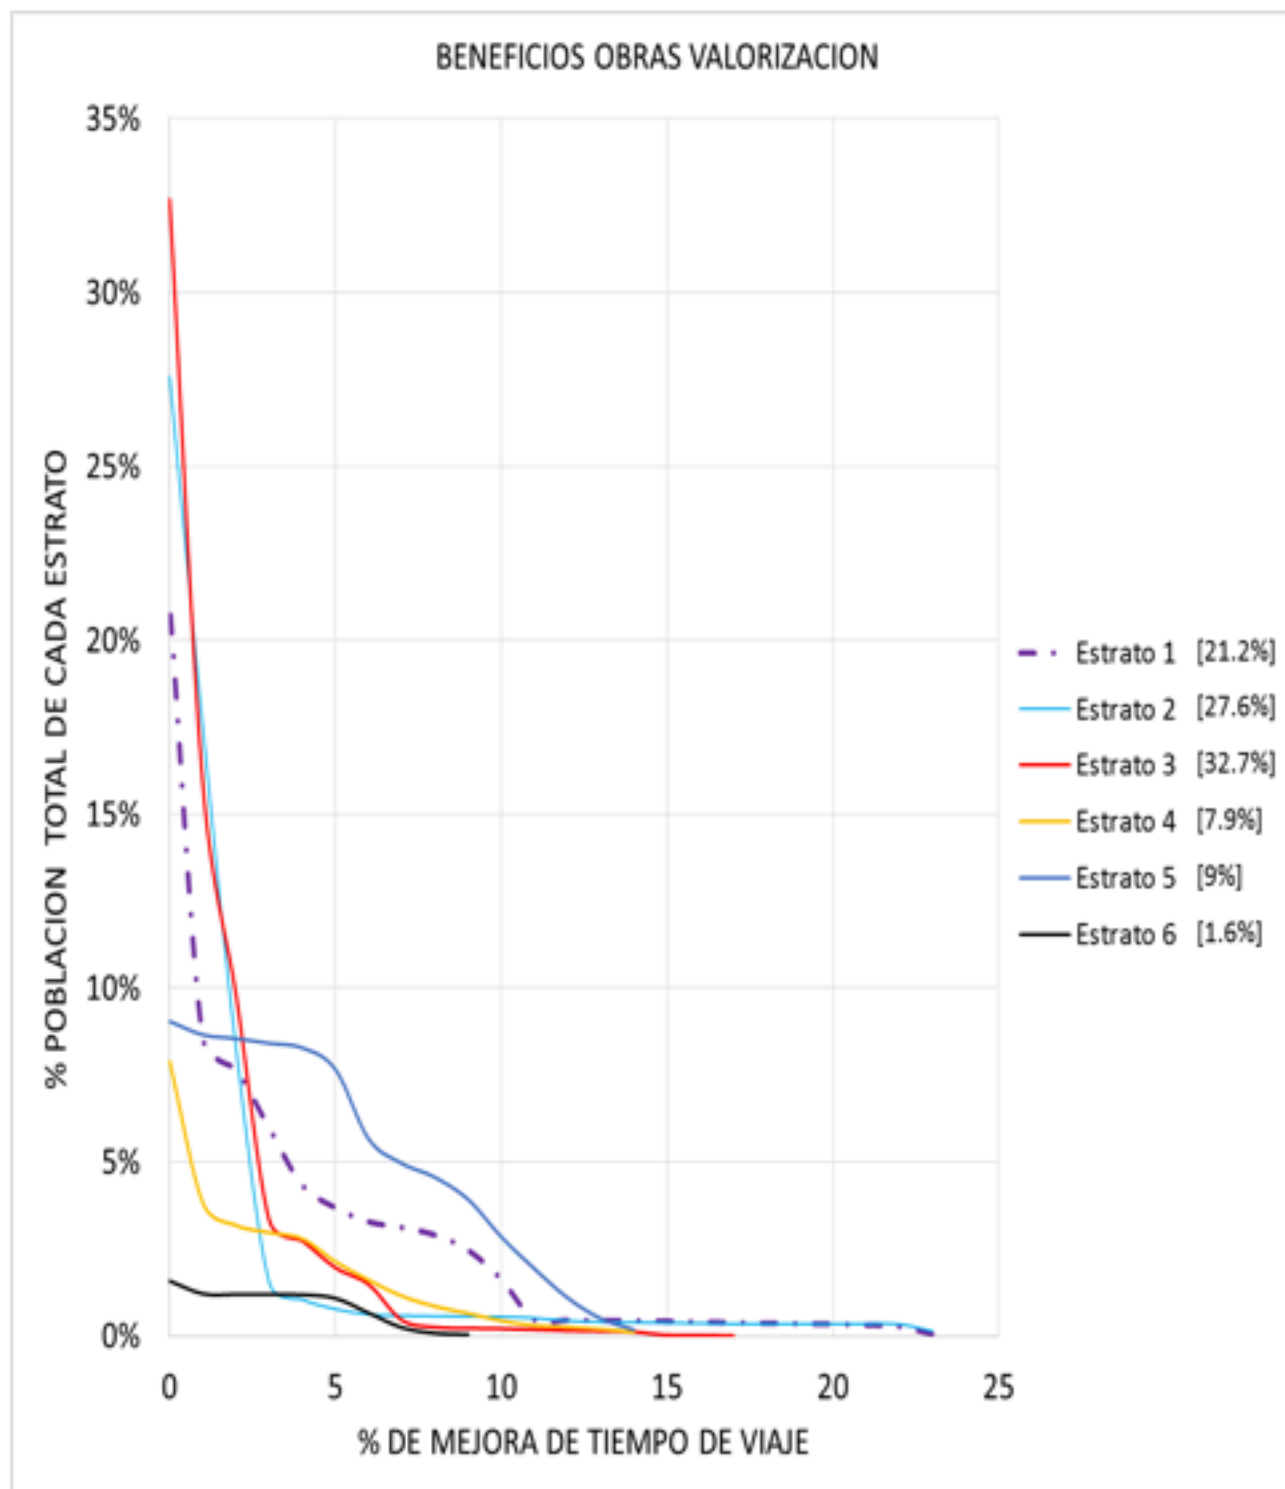 BENEFICIOS OBRAS VALORIZACION
% POBLACION TOTAL DE CADA ESTRATO
35%
30%
25%
20%
15%
10%
5%
0%
0 5 10 15 20 25
% DE MEJORA DE TIEMPO DE VIAJE
Estrato 1 [21.2%]
Estrato 2 [27.6%]
Estrato 3 [32.7%]
Estrato 4 [7.9%]
Estrato 5 [9%]
Estrato 6 [1.6%]